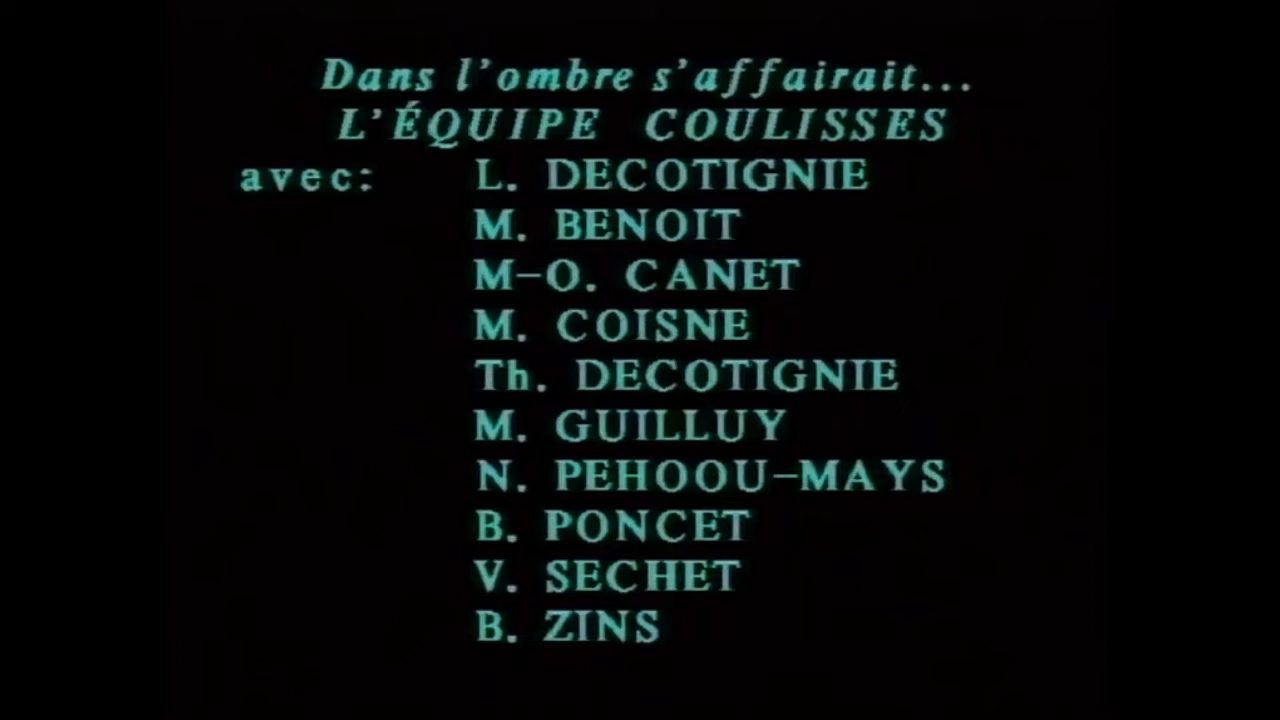 Dans l'ombre s'affairait...
L'ÉQUIPE COULISSES
avec: L. DECOTIGNIE
M. BENOIT
M-O. CANET
M. COISNE
Th. DECOTIGNIE
M. GUILLUY
N. PEHOOU-MAYS
B. PONCET
V. SECHET
B. ZINS